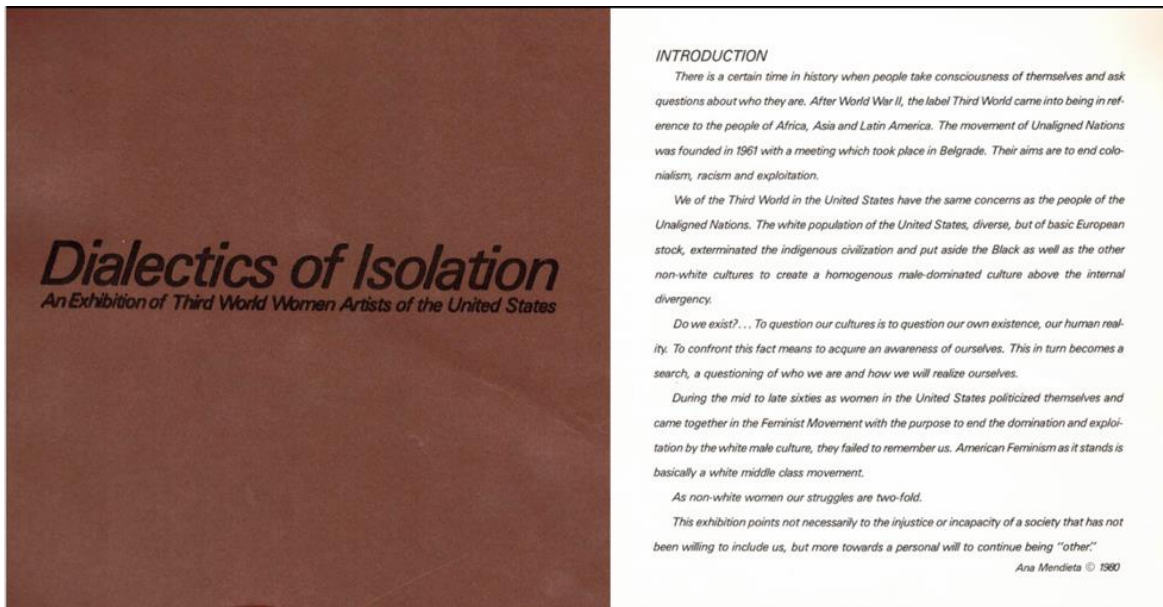 Dialectics of Isolation
An Exhibition of Third World Women Artists of the United States
INTRODUCTION
There is a certain time in history when people take consciousness of themselves and ask
questions about who they are. After World War II, the label Third World came into being in ref-
erence to the people of Africa, Asia and Latin America. The movement of Unaligned Nations
was founded in 1961 with a meeting which took place in Belgrade. Their aims are to end colo-
nialism, racism and exploitation.
We of the Third World in the United States have the same concerns as the people of the
Unaligned Nations. The white population of the United States, diverse, but of basic European
stock, exterminated the indigenous civilization and put aside the Black as well as the other
non-white cultures to create a homogenous male-dominated culture above the internal
divergency.
Do we exist?... To question our cultures is to question our own existence, our human real-
ity. To confront this fact means to acquire an awareness of ourselves. This in turn becomes a
search, a questioning of who we are and how we will realize ourselves.
During the mid to late sixties as women in the United States politicized themselves and
came together in the Feminist Movement with the purpose to end the domination and exploi-
tation by the white male culture, they failed to remember us. American Feminism as it stands is
basically a white middle class movement.
As non-white women our struggles are two-fold.
This exhibition points not necessarily to the injustice or incapacity of a society that has not
been willing to include us, but more towards a personal will to continue being "other."
Ana Mendieta © 1980